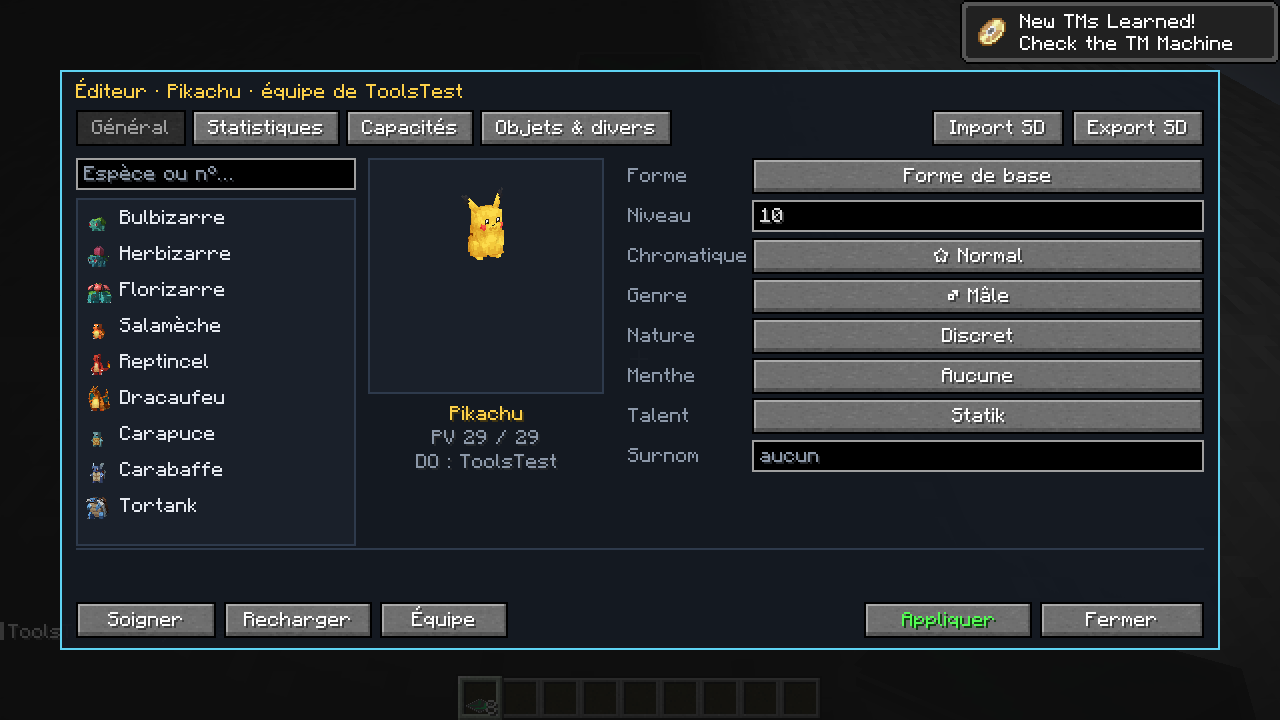 New TMs Learned!
Check the TM Machine
Éditeur · Pikachu · équipe de ToolsTest
Général
Statistiques
Capacités
Objets & divers
Import SD
Export SD
Espèce ou n°...
Bulbizarre
Herbizarre
Florizarre
Salamèche
Reptincel
Dracaufeu
Carapuce
Carabaffe
Tortank
Pikachu
PV 29 / 29
DO : ToolsTest
Forme
Forme de base
Niveau
10
Chromatique
☆ Normal
Genre
♂ Mâle
Nature
Discret
Menthe
Aucune
Talent
Statik
Surnom
aucun
Soigner
Recharger
Équipe
Appliquer
Fermer
Tools
8